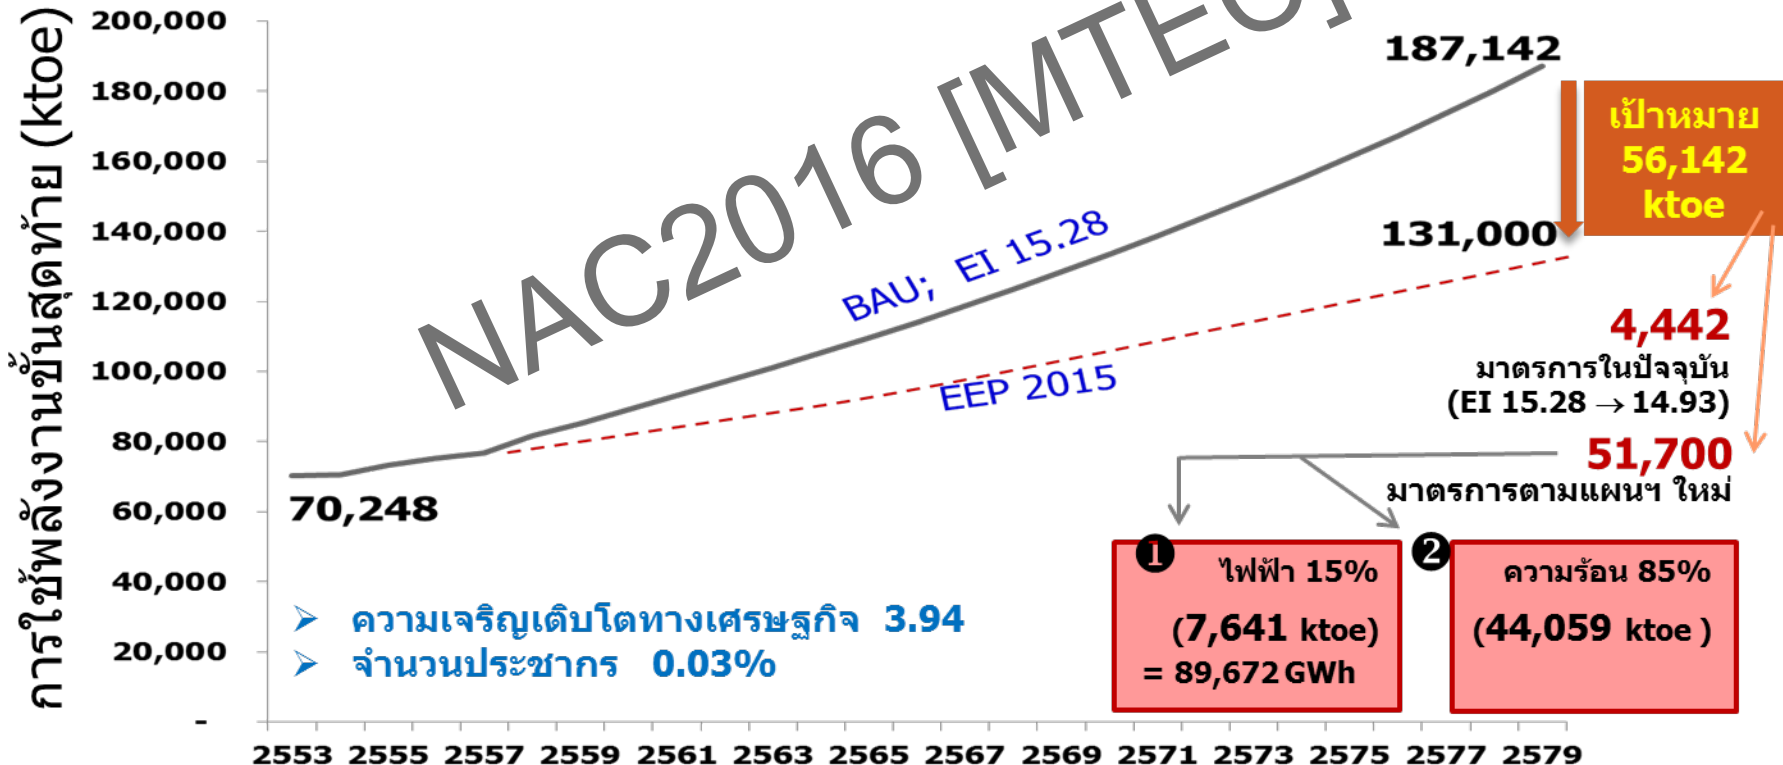 การใช้พลังงานขั้นสุดท้าย (ktoe)
200,000
180,000
160,000
140,000
120,000
100,000
80,000
60,000
40,000
20,000
-
NAC2016 [MTEC]
187,142
เป้าหมาย
56,142
ktoe
131,000
BAU; EI 15.28
EEP 2015
4,442
มาตรการในปัจจุบัน
(EI 15.28 → 14.93)
51,700
มาตรการตามแผนฯ ใหม่
70,248
❶ ไฟฟ้า 15%
(7,641 ktoe)
= 89,672 GWh
❷ ความร้อน 85%
(44,059 ktoe )
➢ ความเจริญเติบโตทางเศรษฐกิจ 3.94
➢ จำนวนประชากร 0.03%
2553 2555 2557 2559 2561 2563 2565 2567 2569 2571 2573 2575 2577 2579